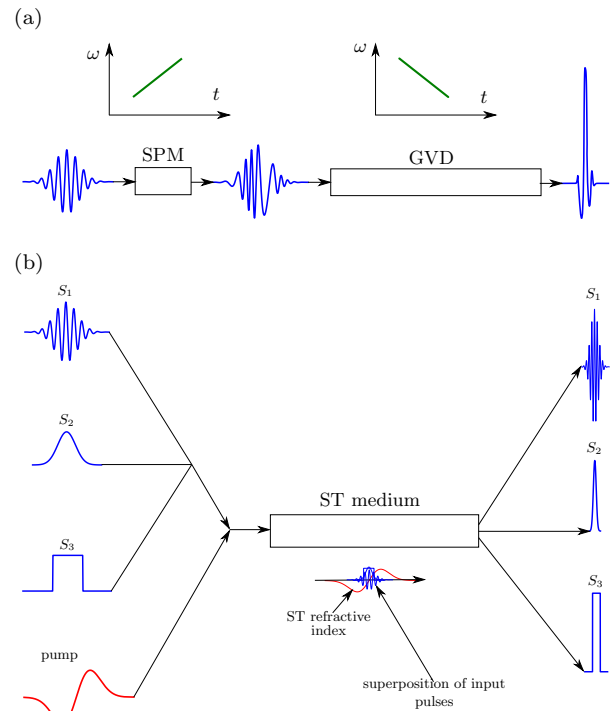 (a)
ω
t
ω
t
SPM
GVD
(b)
S₁
S₁
S₂
S₂
ST medium
S₃
S₃
ST refractive
index
pump
superposition of input
pulses